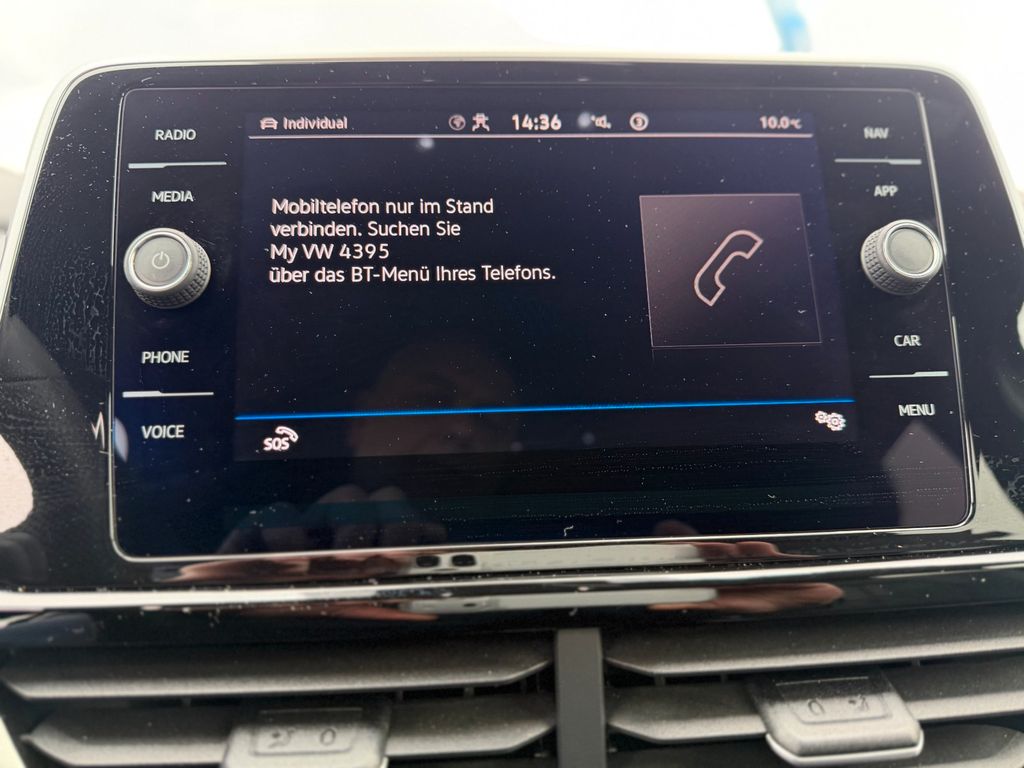 RADIO
MEDIA
PHONE
VOICE
Individual
14:36
10.0°C
Mobiltelefon nur im Stand
verbinden. Suchen Sie
My VW 4395
über das BT-Menü Ihres Telefons.
SOS
NAV
APP
CAR
MENU